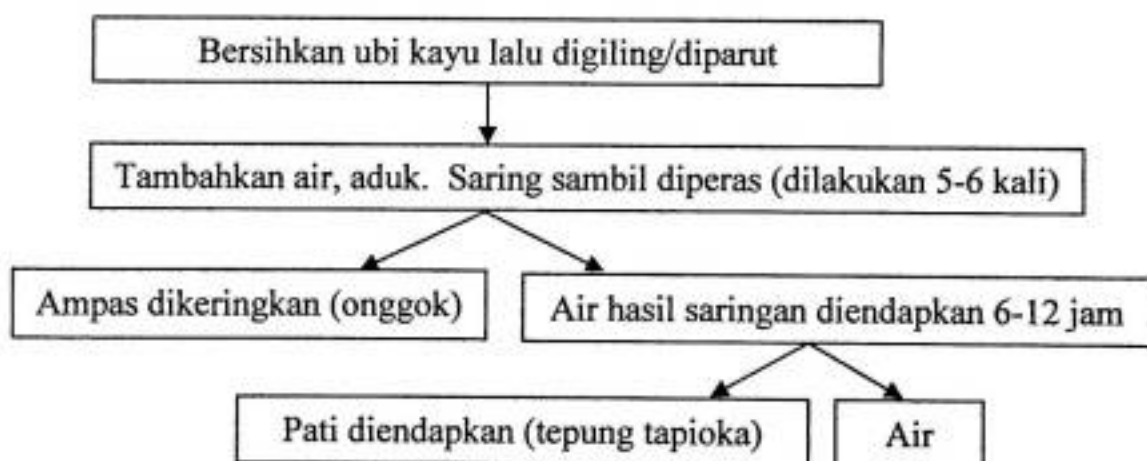 Bersihkan ubi kayu lalu digiling/diparut
Tambahkan air, aduk. Saring sambil diperas (dilakukan 5-6 kali)
Ampas dikeringkan (onggok)
Air hasil saringan diendapkan 6-12 jam
Pati diendapkan (tepung tapioka)
Air